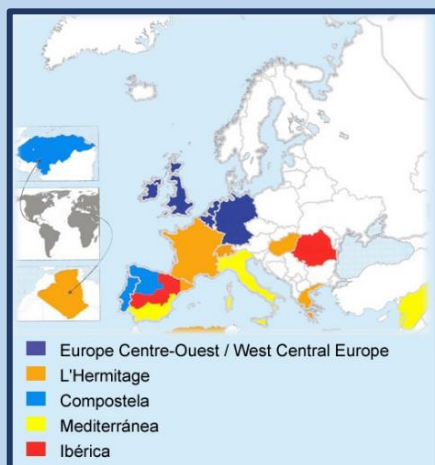 Europe Centre-Ouest / West Central Europe
L'Hermitage
Compostela
Mediterránea
Ibérica